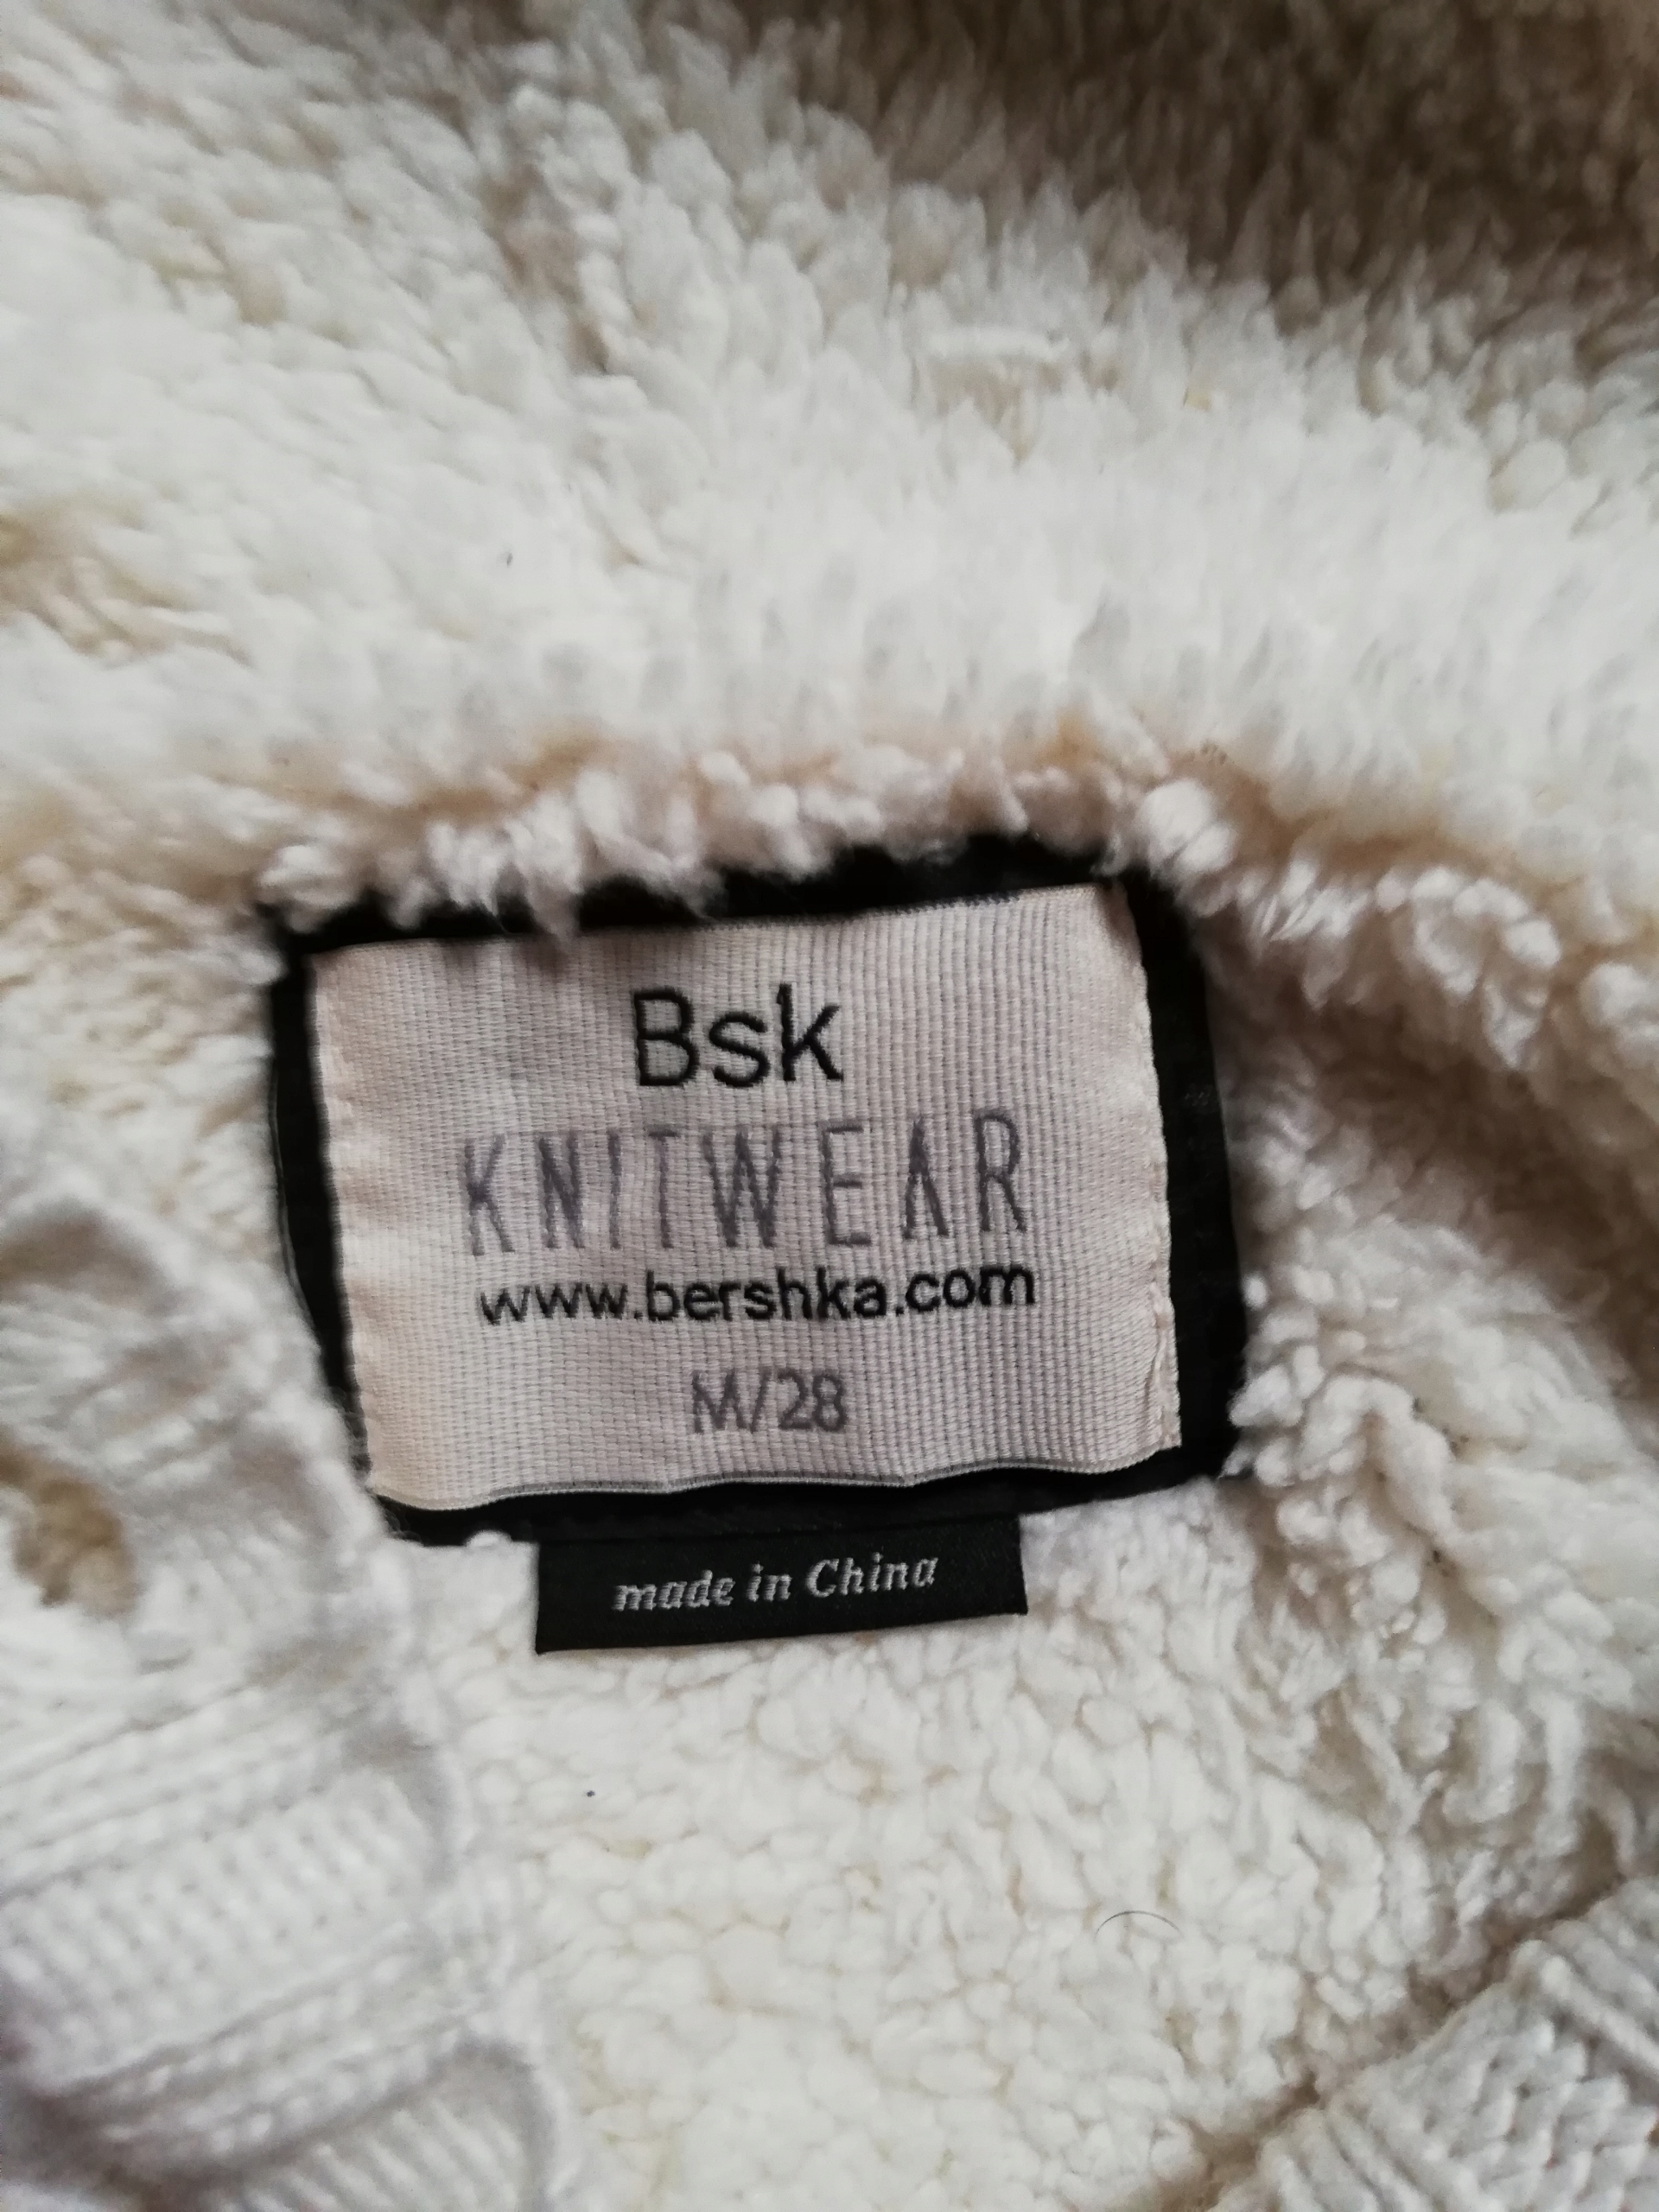 Bsk
KNITWEAR
www.bershka.com
M/28
made in China